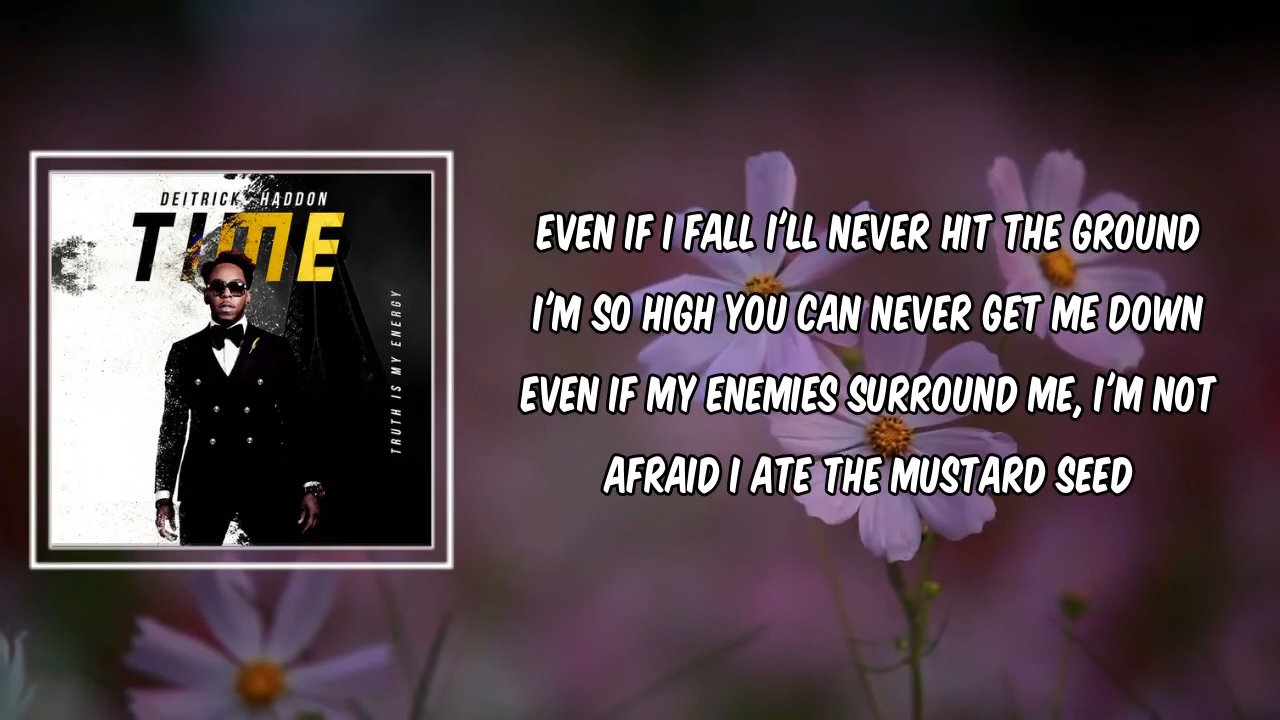 DEITRICK HADDON
TIME
TRUTH IS MY ENERGY
EVEN IF I FALL I'LL NEVER HIT THE GROUND
I'M SO HIGH YOU CAN NEVER GET ME DOWN
EVEN IF MY ENEMIES SURROUND ME, I'M NOT
AFRAID I ATE THE MUSTARD SEED